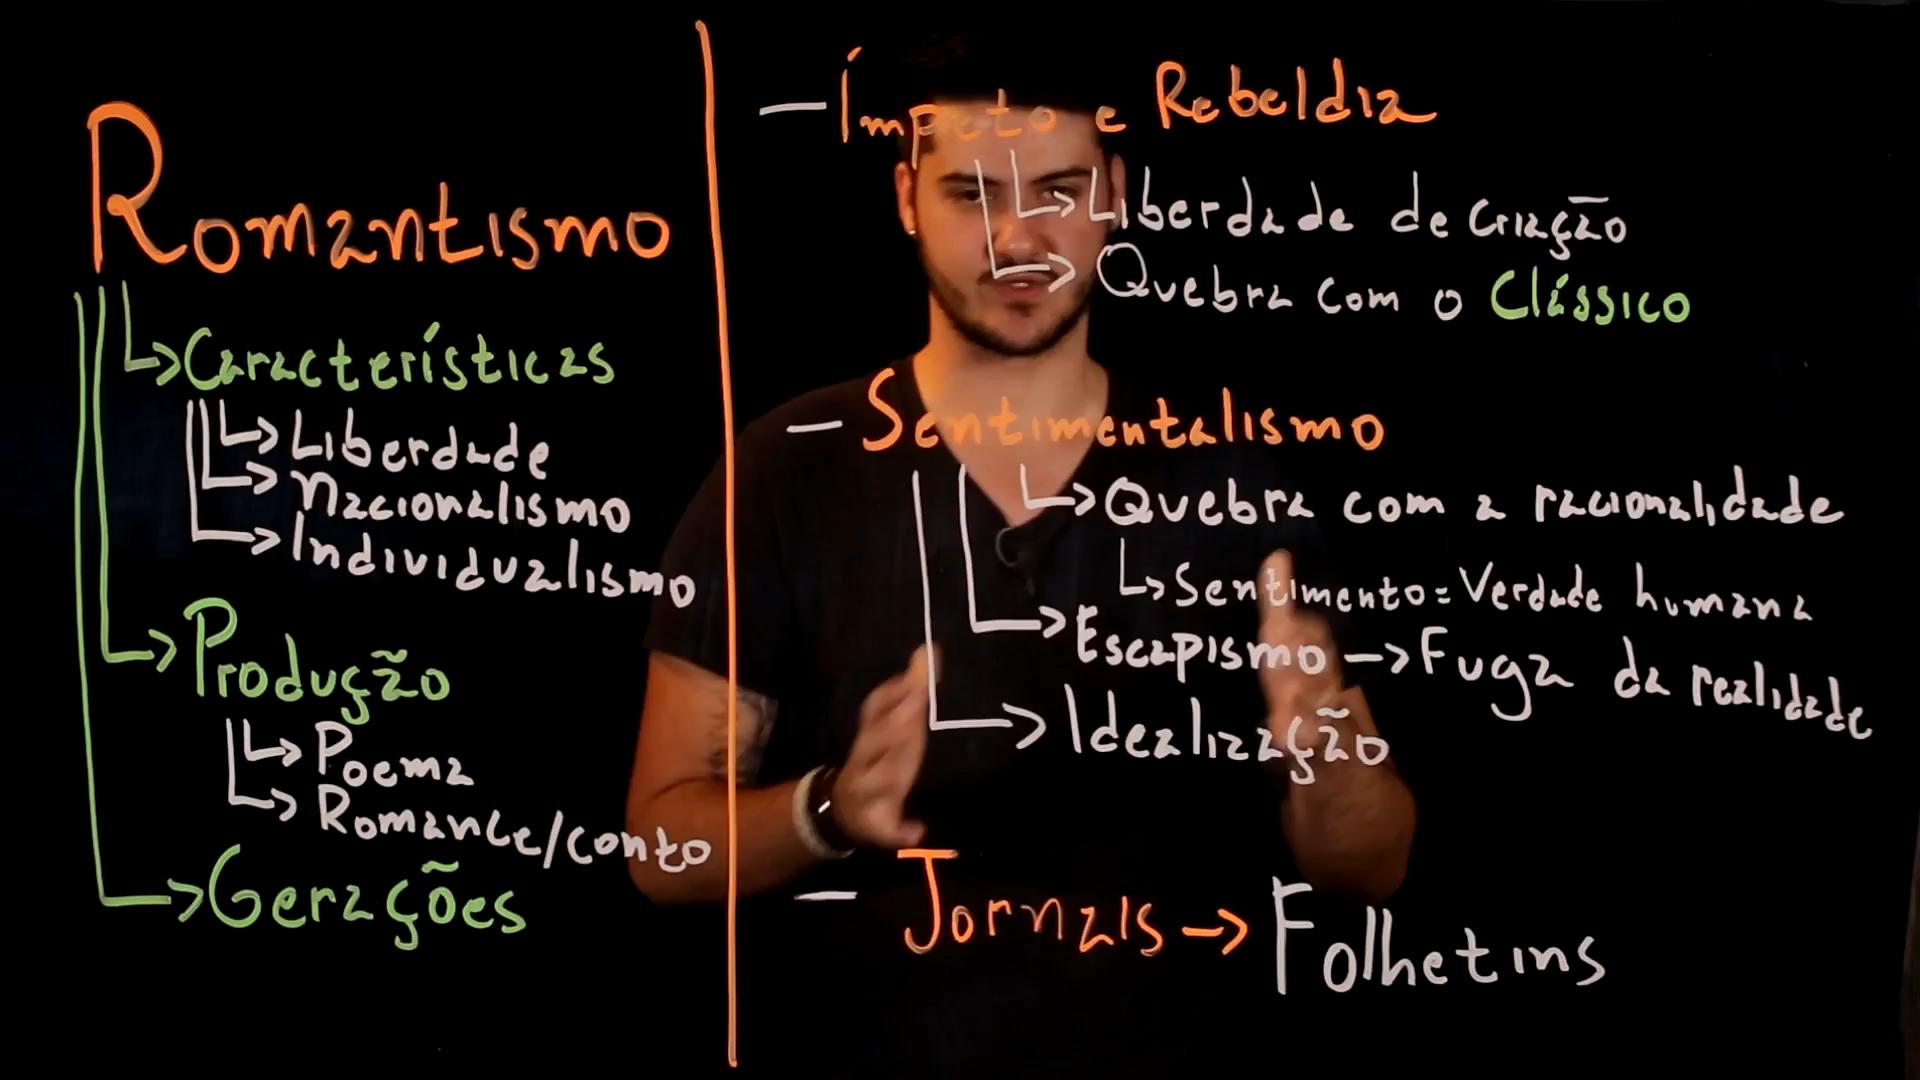 Romantismo
→ Características
→ Liberdade
→ Nacionalismo
→ Individualismo
→ Produção
→ Poema
→ Romance/conto
→ Gerações
— Ímpeto e Rebeldia
→ Liberdade de Criação
→ Quebra com o Clássico
— Sentimentalismo
→ Quebra com a racionalidade
→ Sentimento = Verdade humana
→ Escapismo → Fuga da realidade
→ Idealização
— Jornais → Folhetins